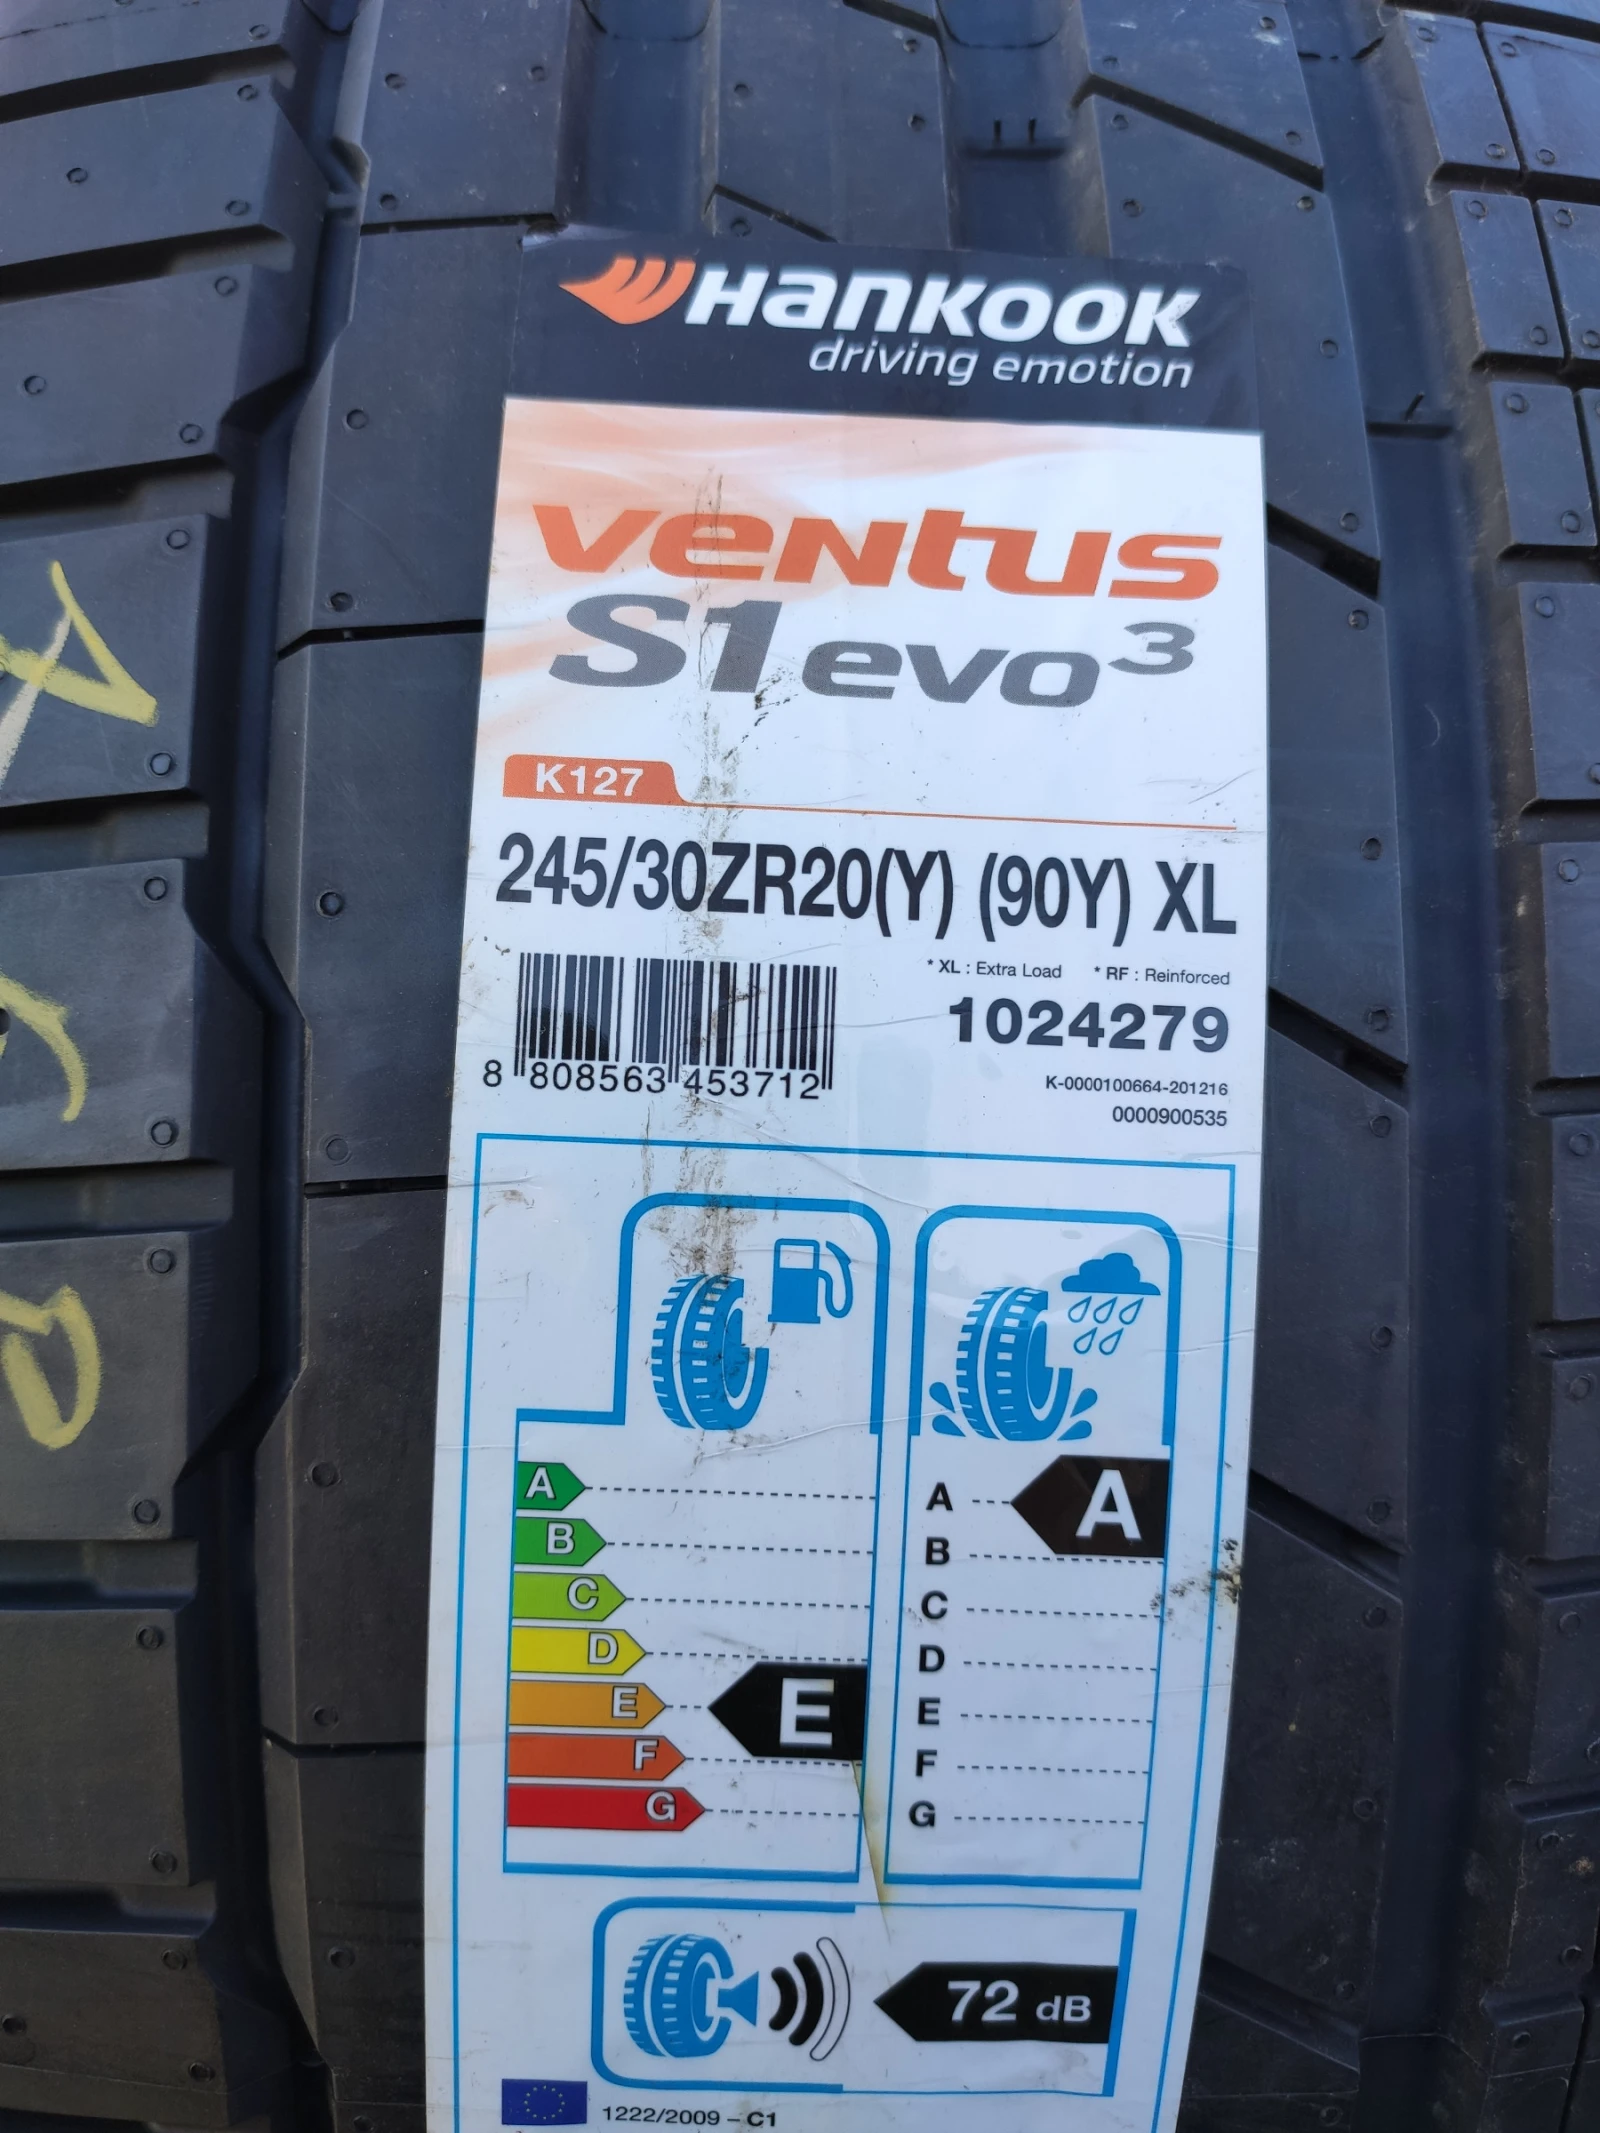 Hankook
driving emotion
ventus
S1 evo³
K127
245/30ZR20(Y) (90Y) XL
* XL : Extra Load * RF : Reinforced
1024279
8 808563 453712
K-0000100664-201216
0000900535
A
B
C
D
E
F
G
E
A
B
C
D
E
F
G
A
72 dB
1222/2009 – C1